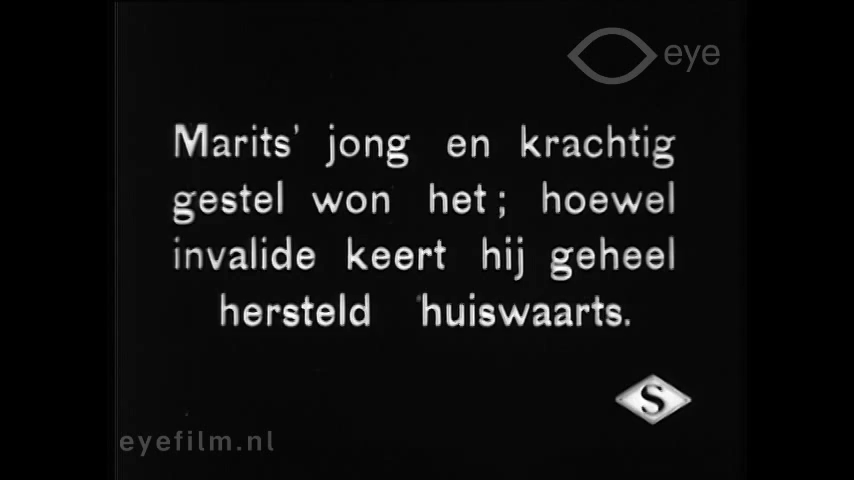 eye
Marits' jong en krachtig
gestel won het; hoewel
invalide keert hij geheel
hersteld huiswaarts.
S
eyefilm.nl